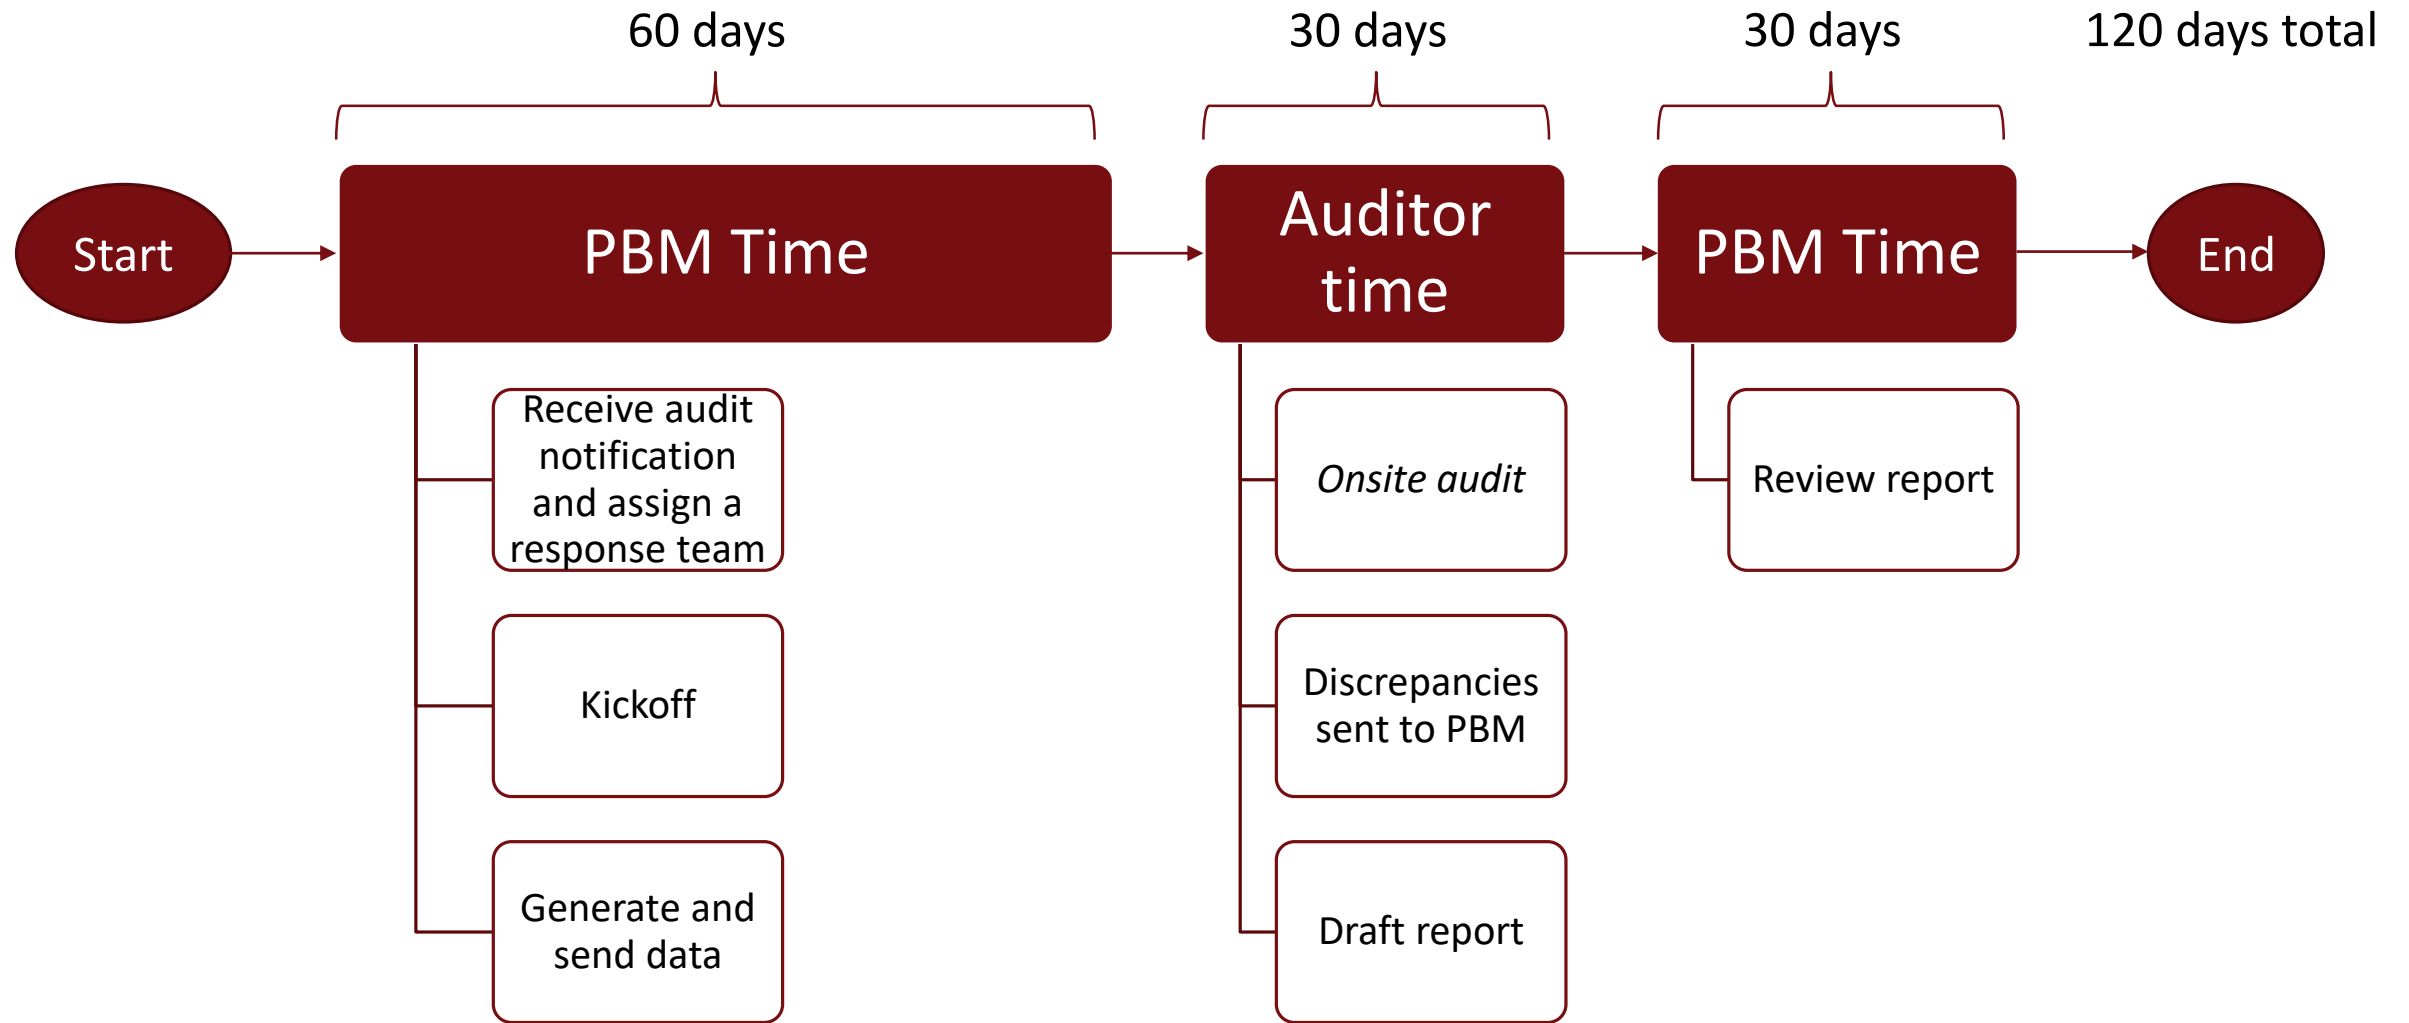 60 days
30 days
30 days
120 days total
Start
PBM Time
Auditor
time
PBM Time
End
Receive audit
notification
and assign a
response team
Kickoff
Generate and
send data
Onsite audit
Discrepancies
sent to PBM
Draft report
Review report